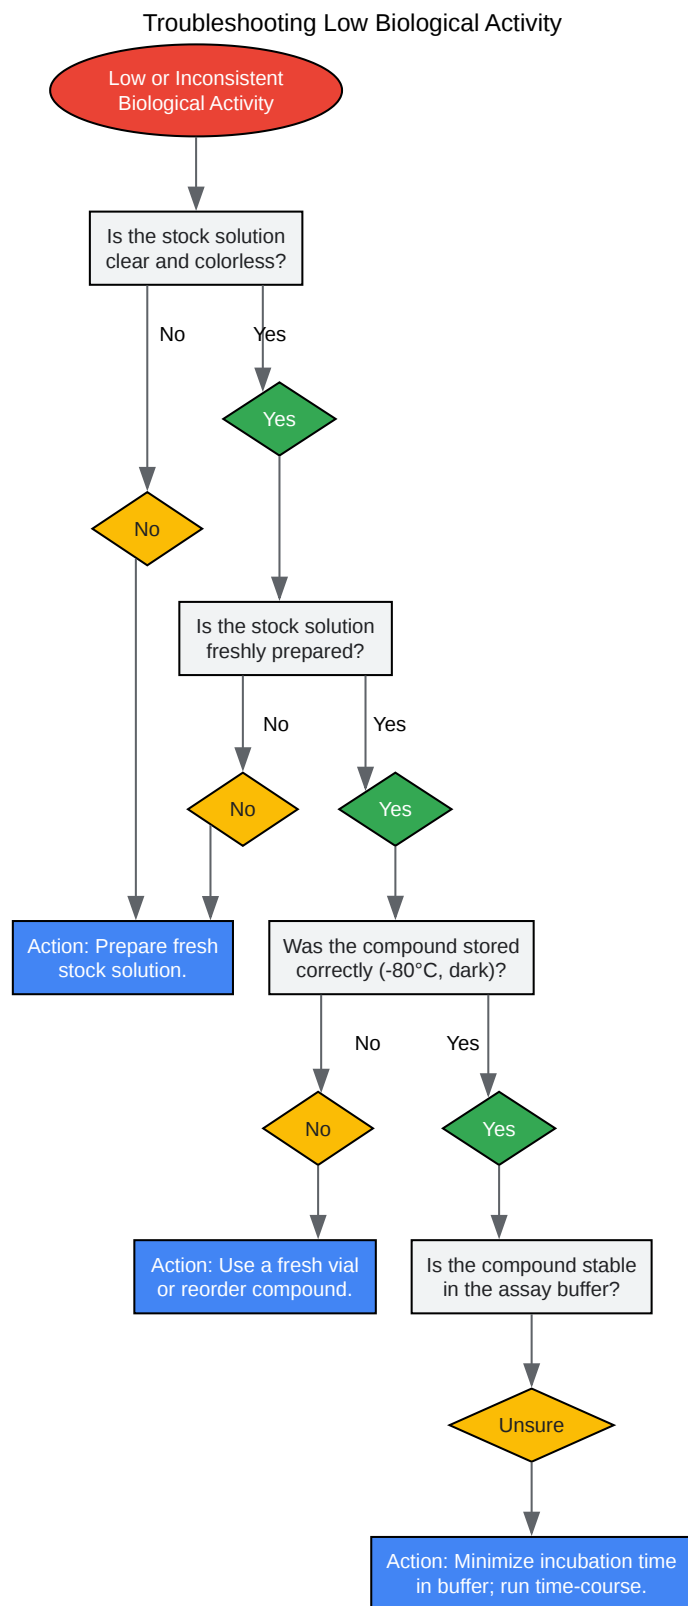 Troubleshooting Low Biological Activity
Low or Inconsistent
Biological Activity
Is the stock solution
clear and colorless?
No
Yes
Yes
No
Is the stock solution
freshly prepared?
No
Yes
No
Yes
Action: Prepare fresh
stock solution.
Was the compound stored
correctly (-80°C, dark)?
No
Yes
No
Yes
Action: Use a fresh vial
or reorder compound.
Is the compound stable
in the assay buffer?
Unsure
Action: Minimize incubation time
in buffer; run time-course.